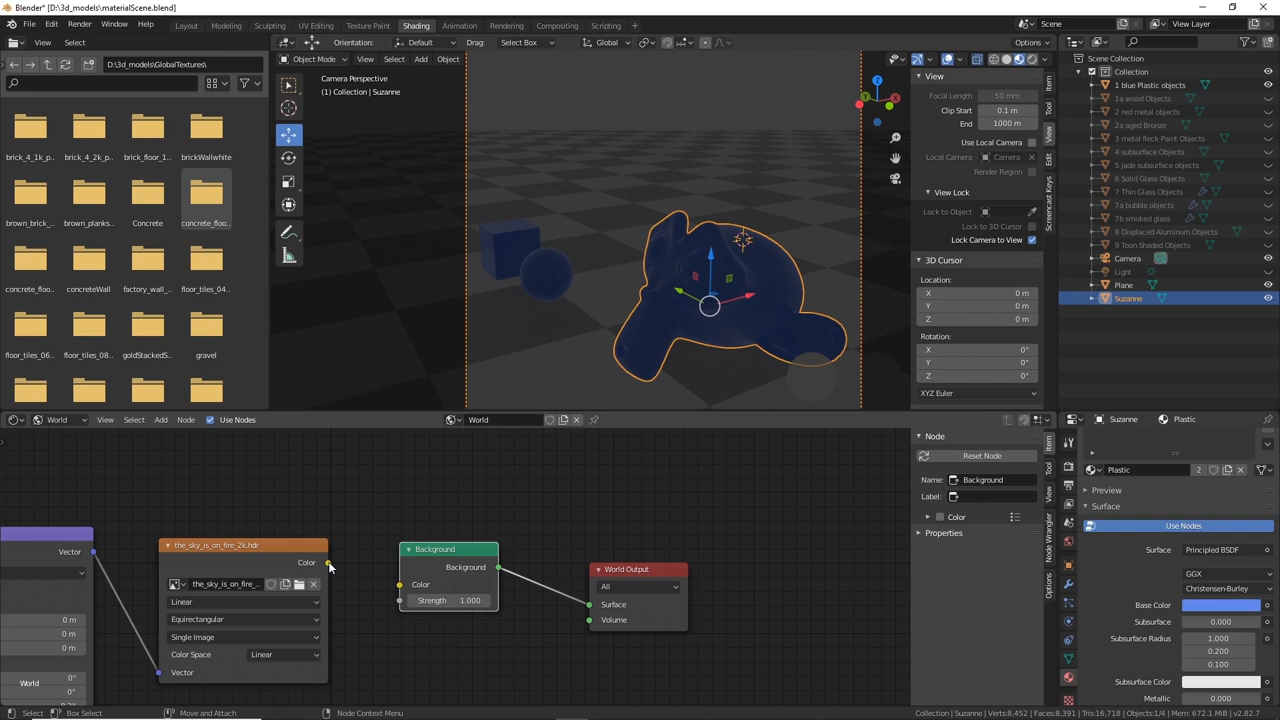 Blender* [D:\3d_models\materialScene.blend]
File Edit Render Window Help Layout Modeling Sculpting UV Editing Texture Paint Shading Animation Rendering Compositing Scripting + Scene View Layer
View Select Orientation: Default Drag: Select Box Global Options
D:\3d_models\GlobalTextures\ Object Mode View Select Add Object
Camera Perspective
(1) Collection | Suzanne
brick_4_1k_p.. brick_4_2k_p.. brick_floor_1.. brickWallwhite
brown_brick_.. brown_planks.. Concrete concrete_floo..
concrete_floo.. concreteWall factory_wall_.. floor_tiles_04..
floor_tiles_06.. floor_tiles_08.. goldStackedS.. gravel
View
Focal Length 50 mm
Clip Start 0.1 m
End 1000 m
Use Local Camera
Local Camera Camera
Render Region
View Lock
Lock to Object
Lock to 3D Cursor
Lock Camera to View
3D Cursor
Location:
X 0 m
Y 0 m
Z 0 m
Rotation:
X 0°
Y 0°
Z 0°
XYZ Euler
Item
Tool
View
Edit
Screencast Keys
Scene Collection
Collection
1 blue Plastic objects
1a wood Objects
2 red metal objects
2a aged Bronze
3 metal fleck Paint Objects
4 subsurface Objects
5 Jade subsurface objects
6 Solid Glass Objects
7 Thin Glass Objects
7a bubble objects
7b smoked glass
8 Displaced Aluminum Objects
9 Toon Shaded Objects
Camera
Light
Plane
Suzanne
World View Select Add Node Use Nodes World
Vector
0 m
0 m
0 m
World
0°
0°
the_sky_is_on_fire_2k.hdr
Color
the_sky_is_on_fire_..
Linear
Equirectangular
Single Image
Color Space Linear
Vector
Background
Background
Color
Strength 1.000
World Output
All
Surface
Volume
Node
Reset Node
Name: Background
Label:
Color
Properties
Item
Tool
View
Node Wrangler
Options
Suzanne Plastic
Plastic 2
Preview
Surface
Use Nodes
Surface Principled BSDF
GGX
Christensen-Burley
Base Color
Subsurface 0.000
Subsurface Radius 1.000
0.200
0.100
Subsurface Color
Metallic 0.000
Select Box Select Move and Attach Node Context Menu Collection | Suzanne | Verts:8,452 | Faces:8,391 | Tris:16,718 | Objects:1/4 | Mem: 672.1 MiB | v2.82.7